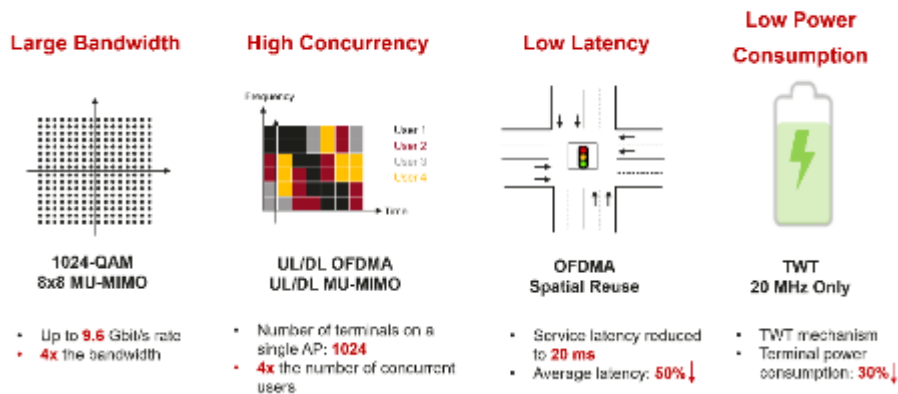 Large Bandwidth
1024-QAM
8x8 MU-MIMO
• Up to 9.6 Gbit/s rate
• 4x the bandwidth
High Concurrency
Frequency
User 1
User 2
User 3
User 4
Time
UL/DL OFDMA
UL/DL MU-MIMO
• Number of terminals on a
single AP: 1024
• 4x the number of concurrent
users
Low Latency
OFDMA
Spatial Reuse
• Service latency reduced
to 20 ms
• Average latency: 50%↓
Low Power
Consumption
TWT
20 MHz Only
• TWT mechanism
• Terminal power
consumption: 30%↓